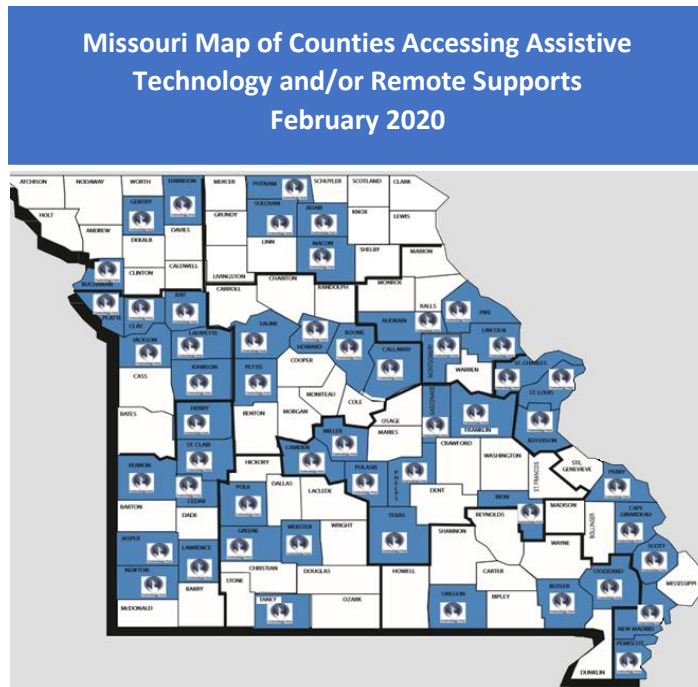 Missouri Map of Counties Accessing Assistive
Technology and/or Remote Supports
February 2020
ATCHISON
NODAWAY
WORTH
HARRISON
MERCER
PUTNAM
SCHUYLER
SCOTLAND
CLARK
GENTRY
SULLIVAN
ADAIR
KNOX
LEWIS
HOLT
ANDREW
DAVIES
GRUNDY
DEKALB
LINN
MACON
SHELBY
MARION
CLINTON
CALDWELL
LIVINGSTON
BUCHANAN
CARROLL
CHARITON
RANDOLPH
MONROE
RALLS
PLATTE
CLAY
RAY
SALINE
HOWARD
BOONE
AUDRAIN
PIKE
JACKSON
LAFAYETTE
CALLAWAY
MONTGOMERY
LINCOLN
COOPER
WARREN
ST. CHARLES
CASS
JOHNSON
PETTIS
MONITEAU
COLE
GASCONADE
ST. LOUIS
BATES
HENRY
BENTON
MORGAN
OSAGE
FRANKLIN
MILLER
MARIES
JEFFERSON
ST. CLAIR
CAMDEN
CRAWFORD
WASHINGTON
STE.
GENEVIEVE
VERNON
HICKORY
PULASKI
PHELPS
ST. FRANCOIS
PERRY
CEDAR
POLK
DALLAS
LACLEDE
DENT
IRON
MADISON
BOLLINGER
CAPE
GIRARDEAU
BARTON
DADE
TEXAS
REYNOLDS
GREENE
WEBSTER
WRIGHT
SHANNON
WAYNE
SCOTT
JASPER
LAWRENCE
NEWTON
CHRISTIAN
DOUGLAS
HOWELL
CARTER
STODDARD
MISSISSIPPI
STONE
BARRY
TANEY
OZARK
OREGON
RIPLEY
BUTLER
McDONALD
NEW MADRID
PEMISCOT
DUNKLIN